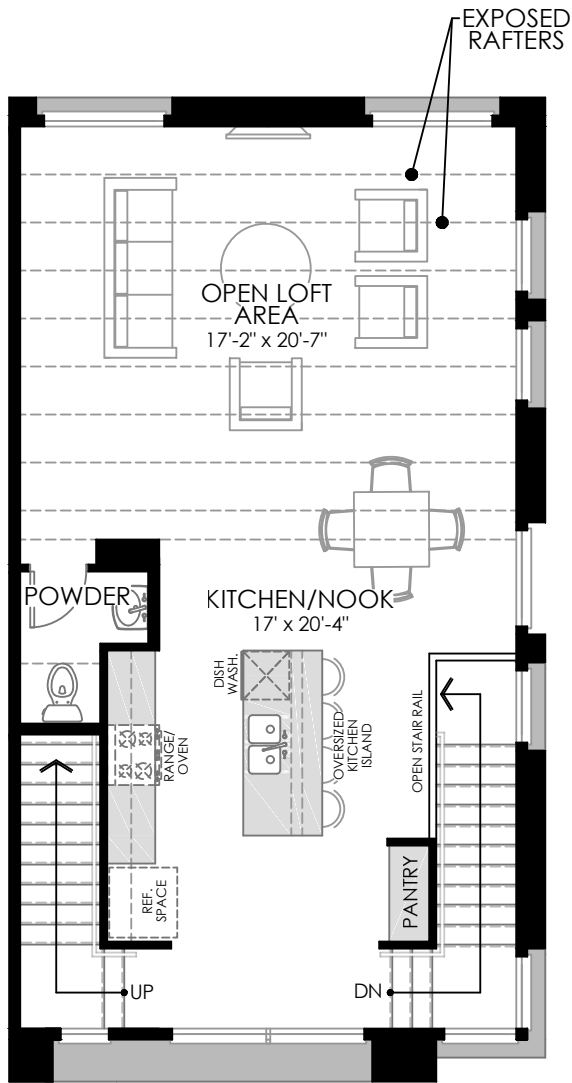 EXPOSED
RAFTERS
OPEN LOFT
AREA
17'-2" x 20'-7"
POWDER
KITCHEN/NOOK
17' x 20'-4"
DISH
WASH.
OVERSIZED
KITCHEN
ISLAND
OPEN STAIR RAIL
RANGE/
OVEN
REF.
SPACE
PANTRY
UP
DN